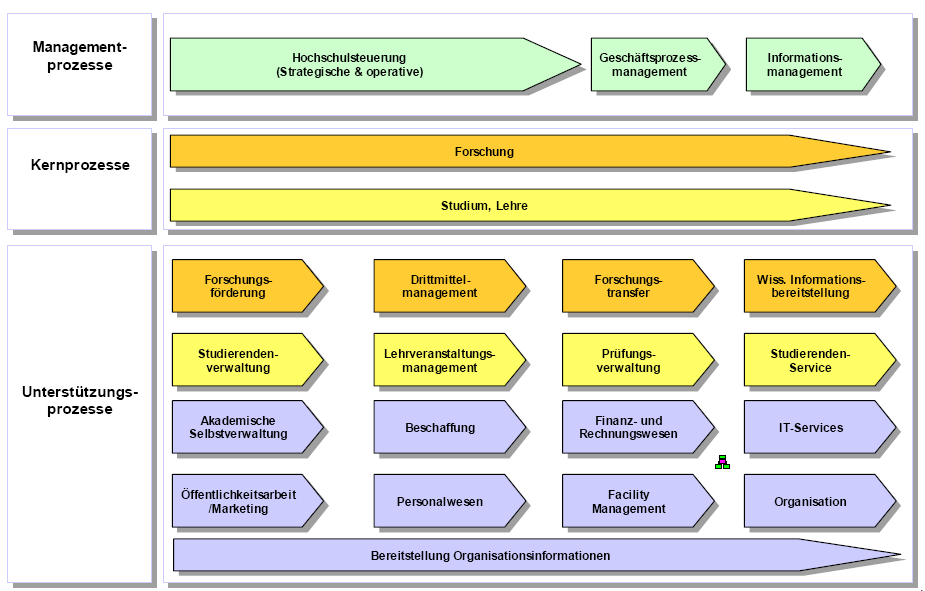 Management-
prozesse
Hochschulsteuerung
(Strategische & operative)
Geschäftsprozess-
management
Informations-
management
Kernprozesse
Forschung
Studium, Lehre
Unterstützungs-
prozesse
Forschungs-
förderung
Drittmittel-
management
Forschungs-
transfer
Wiss. Informations-
bereitstellung
Studierenden-
verwaltung
Lehrveranstaltungs-
management
Prüfungs-
verwaltung
Studierenden-
Service
Akademische
Selbstverwaltung
Beschaffung
Finanz- und
Rechnungswesen
IT-Services
Öffentlichkeitsarbeit
/Marketing
Personalwesen
Facility
Management
Organisation
Bereitstellung Organisationsinformationen